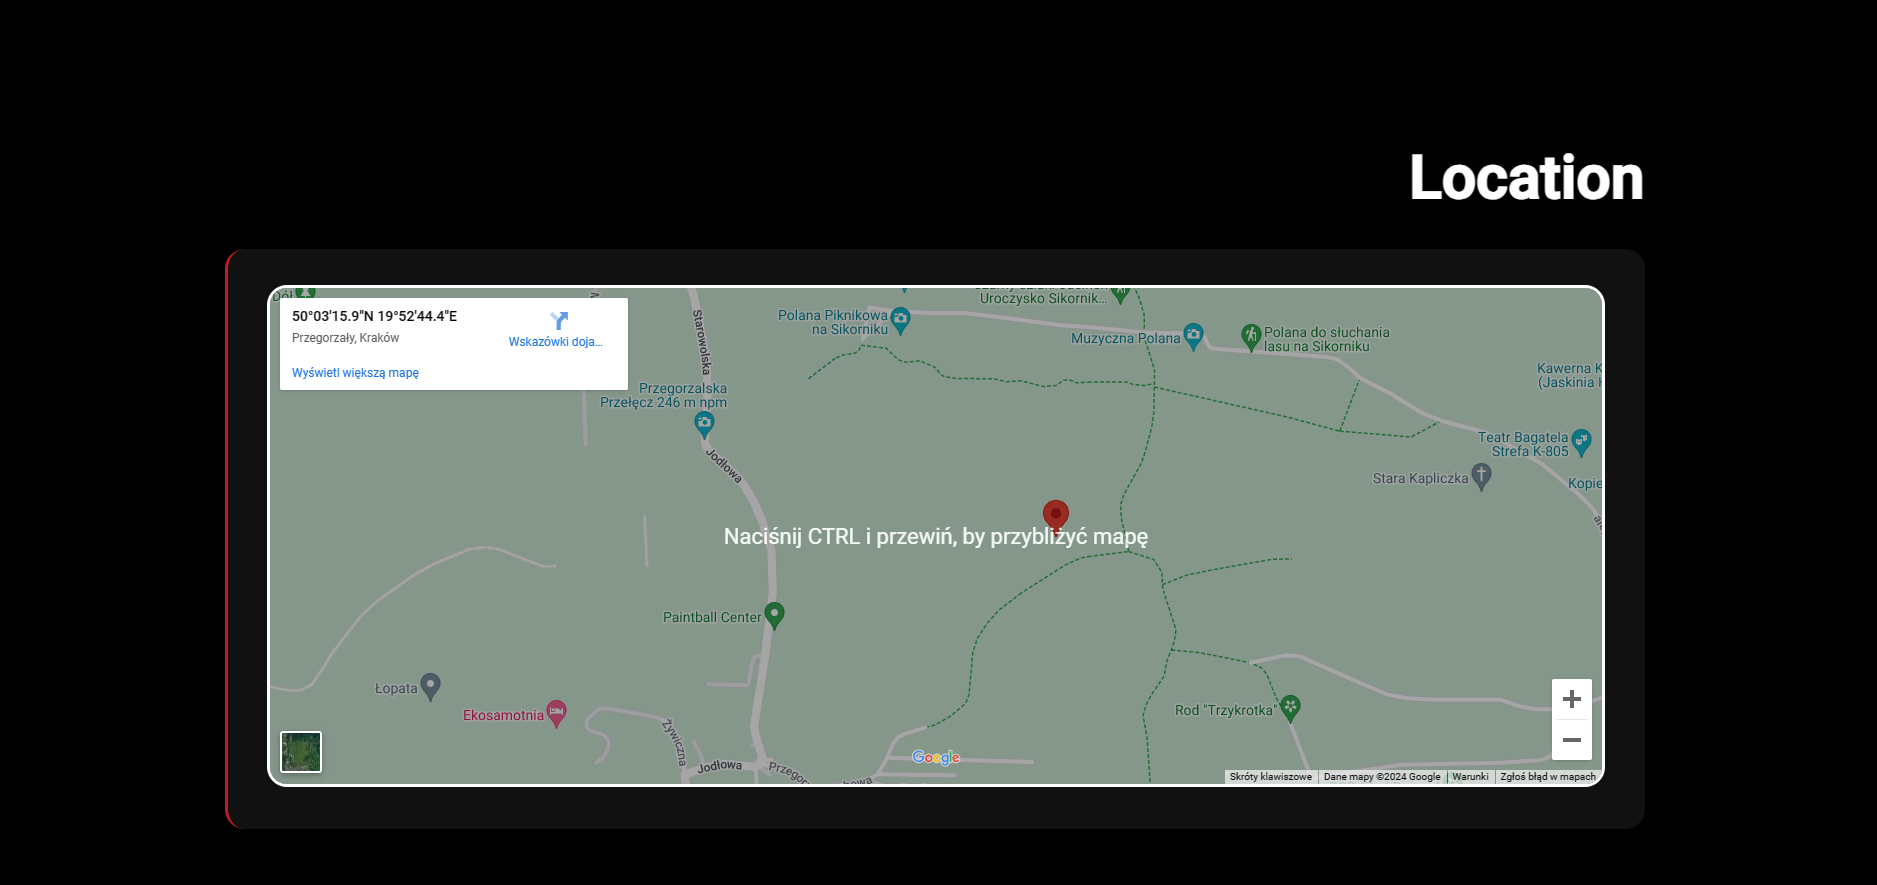 Location
50°03'15.9"N 19°52'44.4"E
Przegorzały, Kraków
Wskazówki doja...
Wyświetl większą mapę
Dół
Starowolska
Uroczysko Sikornik...
Polana Piknikowa
na Sikorniku
Muzyczna Polana
Polana do słuchania
lasu na Sikorniku
Kawerna K
(Jaskinia
Przegorzalska
Przełęcz 246 m npm
Jodłowa
Teatr Bagatela
Strefa K-805
Stara Kapliczka
Kopie
Naciśnij CTRL i przewiń, by przybliżyć mapę
Paintball Center
Łopata
Ekosamotnia
Rod "Trzykrotka"
Żywiczna
Jodłowa
Przegor
Google
Skróty klawiszowe
Dane mapy ©2024 Google
Warunki
Zgłoś błąd w mapach